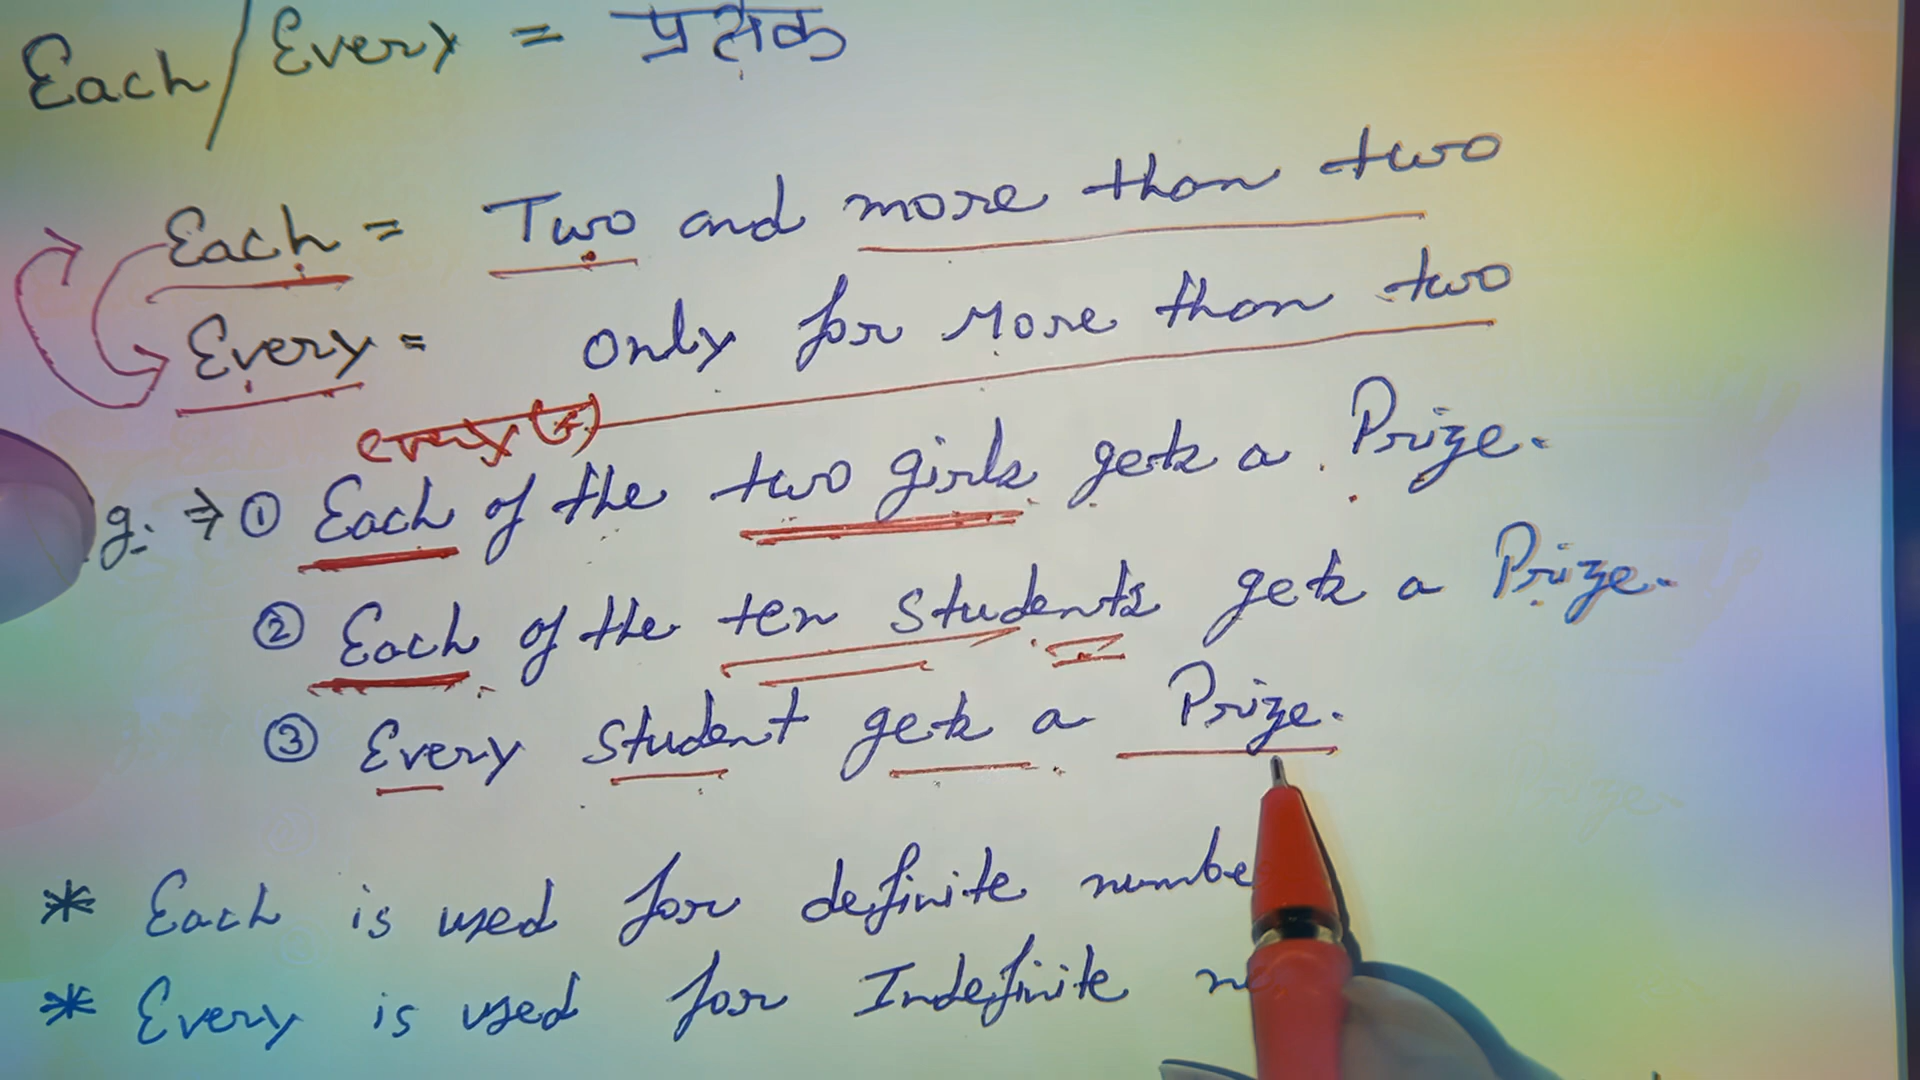 Each/Every = प्रत्येक
Each = Two and more than two
Every = Only for More than two
every (x)
g. ⇒ ① Each of the two girls gets a Prize.
② Each of the ten students gets a Prize.
③ Every student gets a Prize.
* Each is used for definite numbe
* Every is used for Indefinite